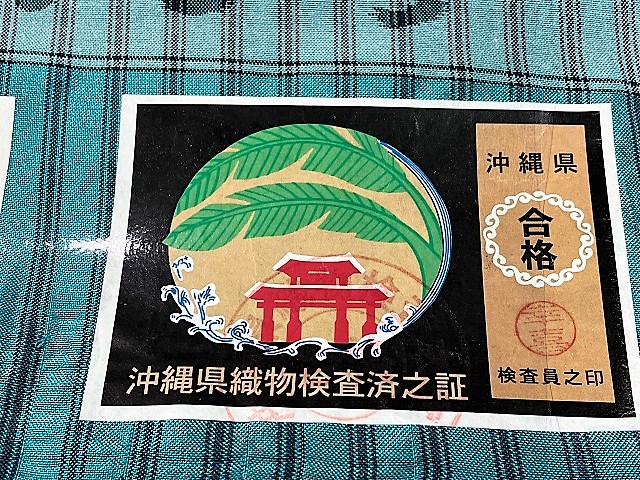 沖縄県織物検査済之証
沖縄県
合格
検査員之印